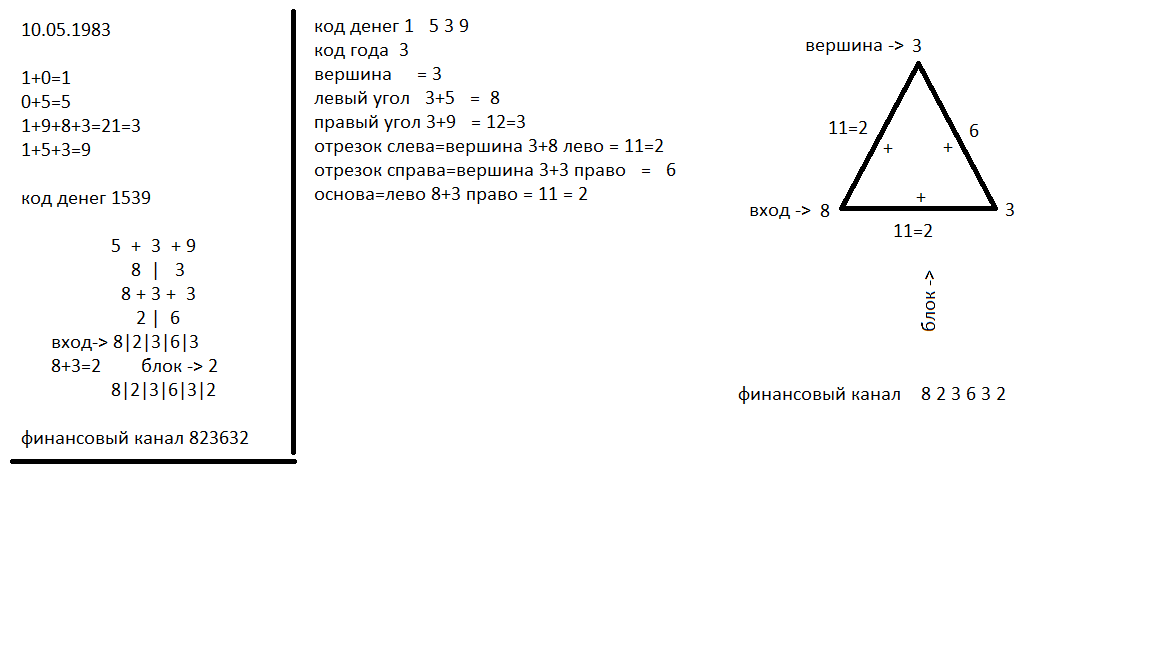 10.05.1983
1+0=1
0+5=5
1+9+8+3=21=3
1+5+3=9
код денег 1539
5 + 3 + 9
8 | 3
8 + 3 + 3
2 | 6
вход-> 8|2|3|6|3
8+3=2 блок -> 2
8|2|3|6|3|2
финансовый канал 823632
код денег 1 5 3 9
код года 3
вершина = 3
левый угол 3+5 = 8
правый угол 3+9 = 12=3
отрезок слева=вершина 3+8 лево = 11=2
отрезок справа=вершина 3+3 право = 6
основа=лево 8+3 право = 11 = 2
вершина -> 3
11=2
6
+ +
+
вход -> 8
3
11=2
блок ->
финансовый канал 8 2 3 6 3 2